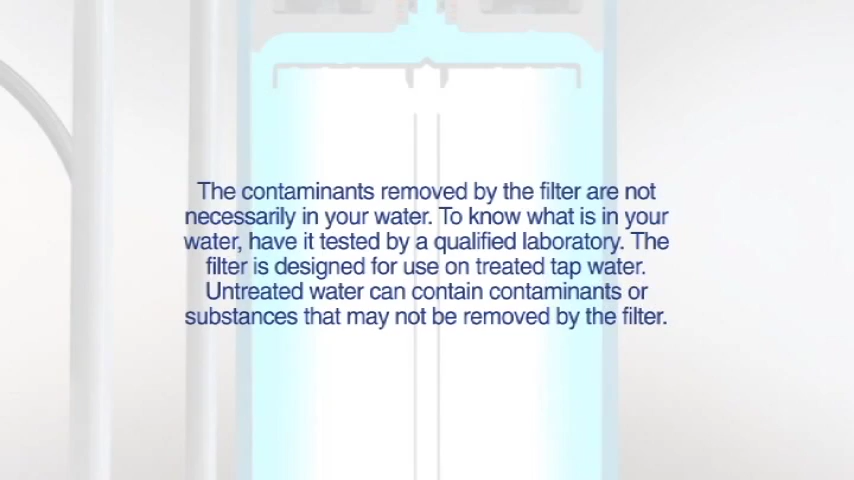 The contaminants removed by the filter are not
necessarily in your water. To know what is in your
water, have it tested by a qualified laboratory. The
filter is designed for use on treated tap water.
Untreated water can contain contaminants or
substances that may not be removed by the filter.